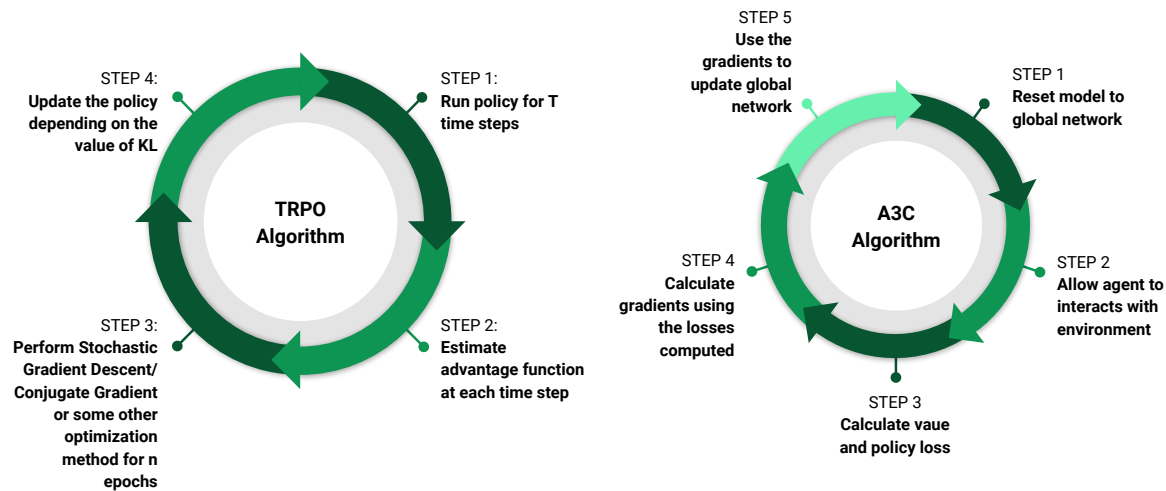 TRPO
Algorithm
STEP 1:
Run policy for T
time steps
STEP 2:
Estimate
advantage function
at each time step
STEP 3:
Perform Stochastic
Gradient Descent/
Conjugate Gradient
or some other
optimization
method for n
epochs
STEP 4:
Update the policy
depending on the
value of KL
A3C
Algorithm
STEP 1
Reset model to
global network
STEP 2
Allow agent to
interacts with
environment
STEP 3
Calculate vaue
and policy loss
STEP 4
Calculate
gradients using
the losses
computed
STEP 5
Use the
gradients to
update global
network